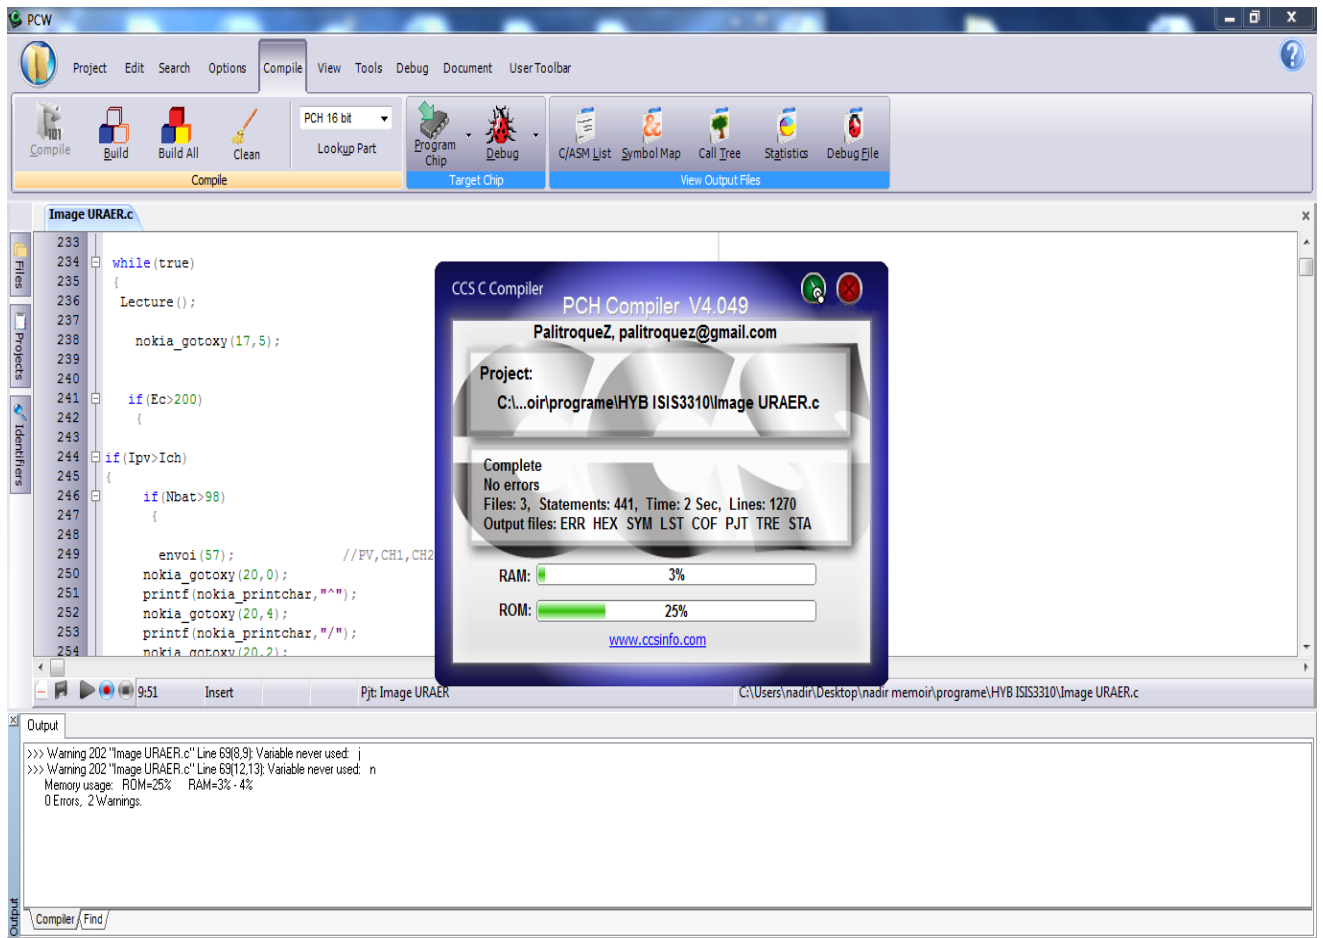 PCW
Project Edit Search Options Compile View Tools Debug Document User Toolbar
Compile Build Build All Clean
PCH 16 bit
Lookup Part
Program Chip Debug
C/ASM List Symbol Map Call Tree Statistics Debug File
Compile Target Chip View Output Files
Image URAER.c
Files
Projects
Identifiers
233
234 while(true)
235 {
236 Lecture();
237
238 nokia_gotoxy(17,5);
239
240
241 if(Ec>200)
242 {
243
244 if(Ipv>Ich)
245 {
246 if(Nbat>98)
247 {
248
249 envoi(57); //PV,CH1,CH2
250 nokia_gotoxy(20,0);
251 printf(nokia_printchar,"^");
252 nokia_gotoxy(20,4);
253 printf(nokia_printchar,"/");
254 nokia_gotoxy(20,2);
CCS C Compiler
PCH Compiler V4.049
PalitroqueZ, palitroquez@gmail.com
Project:
C:\...oir\programe\HYB ISIS3310\Image URAER.c
Complete
No errors
Files: 3, Statements: 441, Time: 2 Sec, Lines: 1270
Output files: ERR HEX SYM LST COF PJT TRE STA
RAM: 3%
ROM: 25%
www.ccsinfo.com
9:51 Insert Pjt: Image URAER C:\Users\nadir\Desktop\nadir memoir\programe\HYB ISIS3310\Image URAER.c
Output
>>> Warning 202 "Image URAER.c" Line 69(8,9): Variable never used: j
>>> Warning 202 "Image URAER.c" Line 69(12,13): Variable never used: n
Memory usage: ROM=25% RAM=3% - 4%
0 Errors, 2 Warnings.
Output
Compiler Find